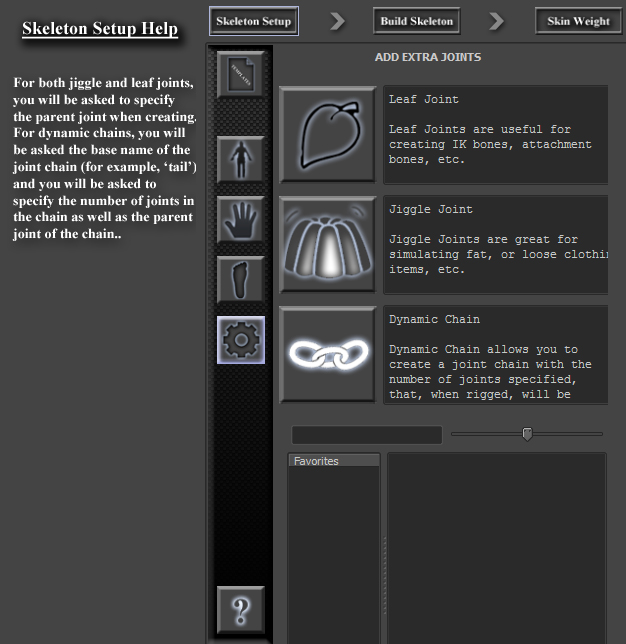 Skeleton Setup Help
For both jiggle and leaf joints,
you will be asked to specify
the parent joint when creating.
For dynamic chains, you will
be asked the base name of the
joint chain (for example, ‘tail’)
and you will be asked to
specify the number of joints in
the chain as well as the parent
joint of the chain..
Skeleton Setup
Build Skeleton
Skin Weight
TEMPLATES
ADD EXTRA JOINTS
Leaf Joint
Leaf Joints are useful for
creating IK bones, attachment
bones, etc.
Jiggle Joint
Jiggle Joints are great for
simulating fat, or loose clothin
items, etc.
Dynamic Chain
Dynamic Chain allows you to
create a joint chain with the
number of joints specified,
that, when rigged, will be
Favorites
?